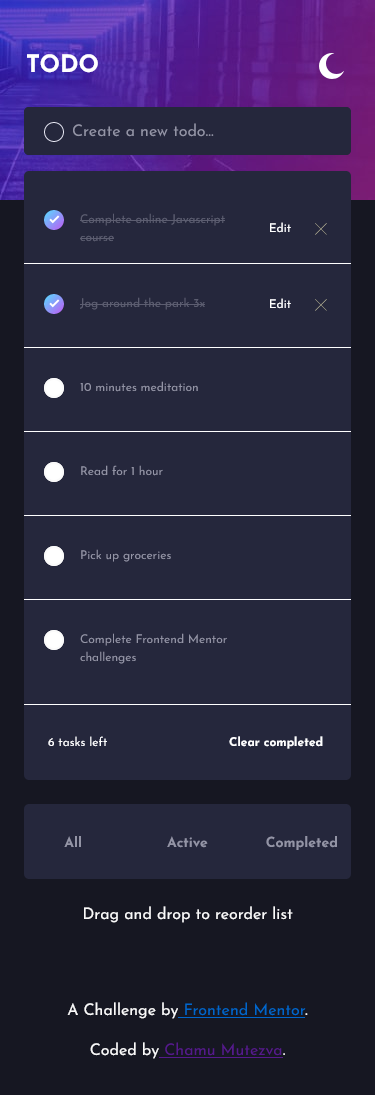 TODO
Create a new todo...
Complete online Javascript
course
Edit
Jog around the park 3x
Edit
10 minutes meditation
Read for 1 hour
Pick up groceries
Complete Frontend Mentor
challenges
6 tasks left
Clear completed
All
Active
Completed
Drag and drop to reorder list
A Challenge by Frontend Mentor.
Coded by Chamu Mutezva.